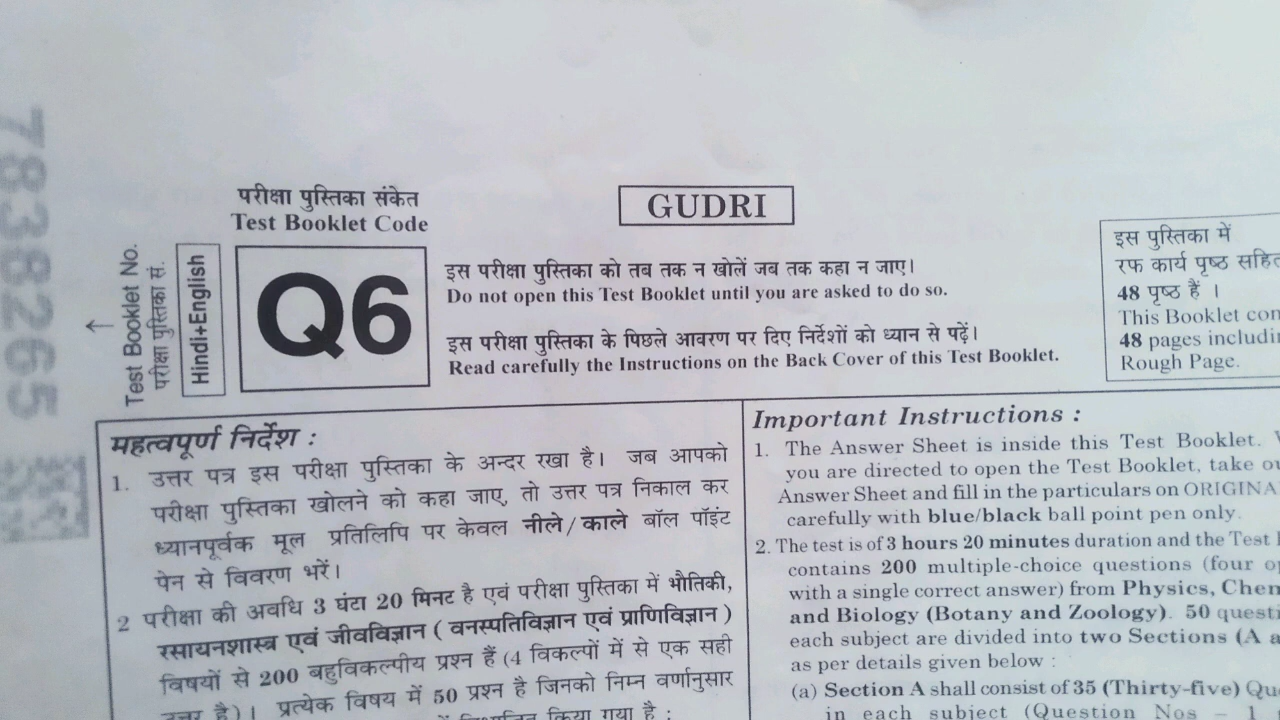 7838265
Test Booklet No.
परीक्षा पुस्तिका सं.
Hindi+English
परीक्षा पुस्तिका संकेत
Test Booklet Code
Q6
GUDRI
इस परीक्षा पुस्तिका को तब तक न खोलें जब तक कहा न जाए।
Do not open this Test Booklet until you are asked to do so.
इस परीक्षा पुस्तिका के पिछले आवरण पर दिए निर्देशों को ध्यान से पढ़ें।
Read carefully the Instructions on the Back Cover of this Test Booklet.
इस पुस्तिका में
रफ कार्य पृष्ठ सहित
48 पृष्ठ हैं ।
This Booklet con
48 pages includi
Rough Page.
महत्वपूर्ण निर्देश :
1. उत्तर पत्र इस परीक्षा पुस्तिका के अन्दर रखा है। जब आपको
परीक्षा पुस्तिका खोलने को कहा जाए, तो उत्तर पत्र निकाल कर
ध्यानपूर्वक मूल प्रतिलिपि पर केवल नीले/काले बॉल पॉइंट
पेन से विवरण भरें।
2 परीक्षा की अवधि 3 घंटा 20 मिनट है एवं परीक्षा पुस्तिका में भौतिकी,
रसायनशास्त्र एवं जीवविज्ञान ( वनस्पतिविज्ञान एवं प्राणिविज्ञान )
विषयों से 200 बहुविकल्पीय प्रश्न हैं (4 विकल्पों में से एक सही
उत्तर है)। प्रत्येक विषय में 50 प्रश्न है जिनको निम्न वर्णानुसार
किया गया है :
Important Instructions :
1. The Answer Sheet is inside this Test Booklet.
you are directed to open the Test Booklet, take ou
Answer Sheet and fill in the particulars on ORIGINA
carefully with blue/black ball point pen only.
2. The test is of 3 hours 20 minutes duration and the Test
contains 200 multiple-choice questions (four op
with a single correct answer) from Physics, Chem
and Biology (Botany and Zoology). 50 questi
each subject are divided into two Sections (A a
as per details given below :
(a) Section A shall consist of 35 (Thirty-five) Que
in each subject (Question Nos – 1